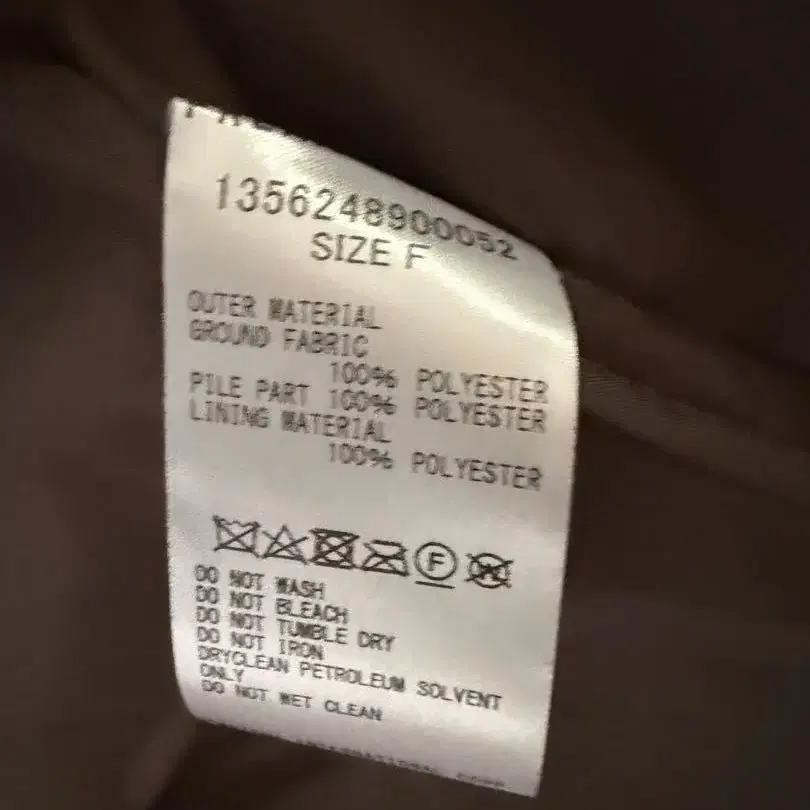 1356248900052
SIZE F
OUTER MATERIAL
GROUND FABRIC
100% POLYESTER
PILE PART 100% POLYESTER
LINING MATERIAL
100% POLYESTER
F
W
DO NOT WASH
DO NOT BLEACH
DO NOT TUMBLE DRY
DO NOT IRON
DRYCLEAN PETROLEUM SOLVENT
ONLY
DO NOT WET CLEAN